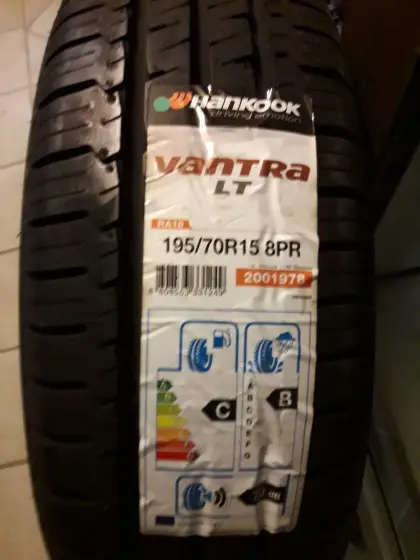 HANKOOK
driving emotion
VANTRA
LT
RA18
195/70R15 8PR
2001978
C
B
A
B
C
D
E
F
G